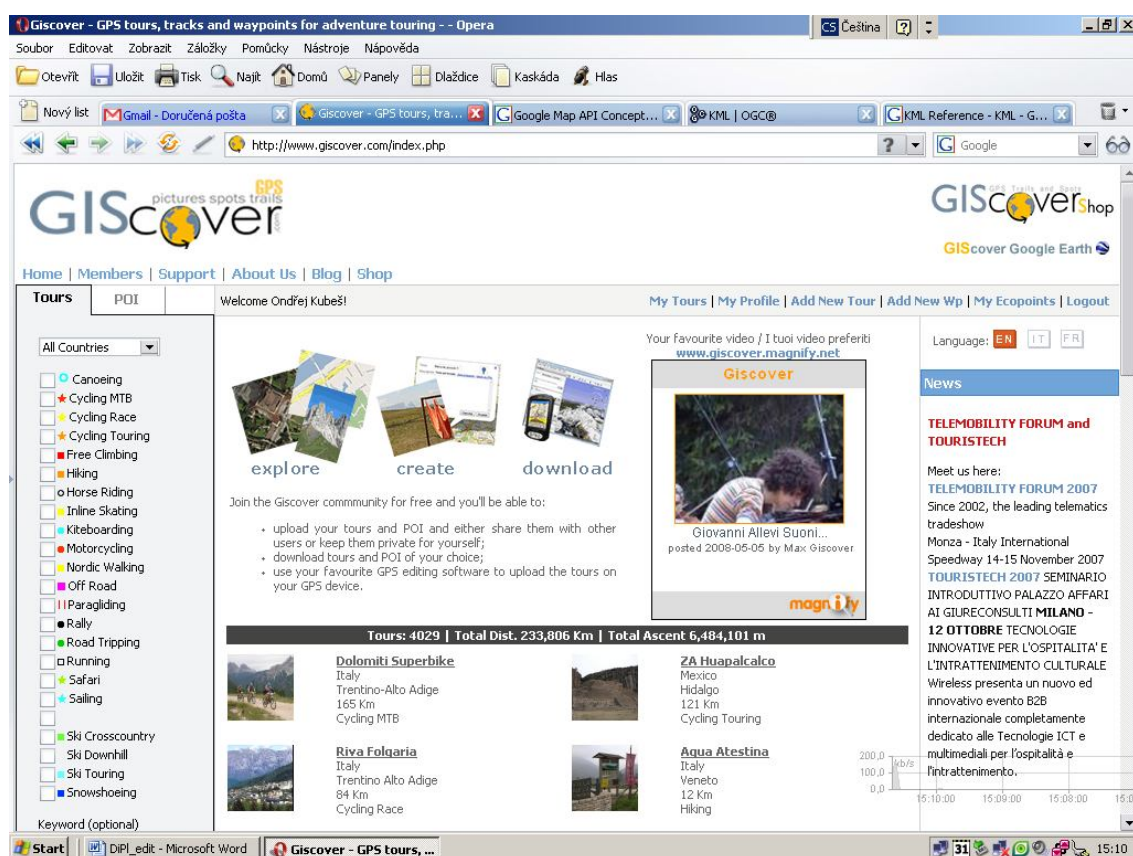 Giscover - GPS tours, tracks and waypoints for adventure touring - - Opera
CS Čeština
Soubor Editovat Zobrazit Záložky Pomůcky Nástroje Nápověda
Otevřít Uložit Tisk Najít Domů Panely Dlaždice Kaskáda Hlas
Nový list Gmail - Doručená pošta Giscover - GPS tours, tra... Google Map API Concept... KML | OGC® KML Reference - KML - G...
http://www.giscover.com/index.php
Google
GIScover
GPS
pictures spots trails
.com
GIScover Shop
GPS Trails and Spots
GIScover Google Earth
Home | Members | Support | About Us | Blog | Shop
Tours POI
Welcome Ondřej Kubeš!
My Tours | My Profile | Add New Tour | Add New Wp | My Ecopoints | Logout
All Countries
Canoeing
Cycling MTB
Cycling Race
Cycling Touring
Free Climbing
Hiking
Horse Riding
Inline Skating
Kiteboarding
Motorcycling
Nordic Walking
Off Road
Paragliding
Rally
Road Tripping
Running
Safari
Sailing
Ski Crosscountry
Ski Downhill
Ski Touring
Snowshoeing
Keyword (optional)
explore create download
Join the Giscover commmunity for free and you'll be able to:
• upload your tours and POI and either share them with other
users or keep them private for yourself;
• download tours and POI of your choice;
• use your favourite GPS editing software to upload the tours on
your GPS device.
Your favourite video / I tuoi video preferiti
www.giscover.magnify.net
Giscover
Giovanni Allevi Suoni...
posted 2008-05-05 by Max Giscover
magnify
Tours: 4029 | Total Dist. 233,806 Km | Total Ascent 6,484,101 m
Dolomiti Superbike
Italy
Trentino-Alto Adige
165 Km
Cycling MTB
ZA Huapalcalco
Mexico
Hidalgo
121 Km
Cycling Touring
Riva Folgaria
Italy
Trentino Alto Adige
84 Km
Cycling Race
Aqua Atestina
Italy
Veneto
12 Km
Hiking
Language: EN IT FR
News
TELEMOBILITY FORUM and
TOURISTECH
Meet us here:
TELEMOBILITY FORUM 2007
Since 2002, the leading telematics
tradeshow
Monza - Italy International
Speedway 14-15 November 2007
TOURISTECH 2007 SEMINARIO
INTRODUTTIVO PALAZZO AFFARI
AI GIURECONSULTI MILANO -
12 OTTOBRE TECNOLOGIE
INNOVATIVE PER L'OSPITALITA' E
L'INTRATTENIMENTO CULTURALE
Wireless presenta un nuovo ed
innovativo evento B2B
internazionale completamente
dedicato alle Tecnologie ICT e
multimediali per l'ospitalità e
l'intrattenimento.
200,0 kb/s
100,0
0,0
15:10:00 15:09:00 15:08:00
Start DiPl_edit - Microsoft Word Giscover - GPS tours, ... 31 15:10